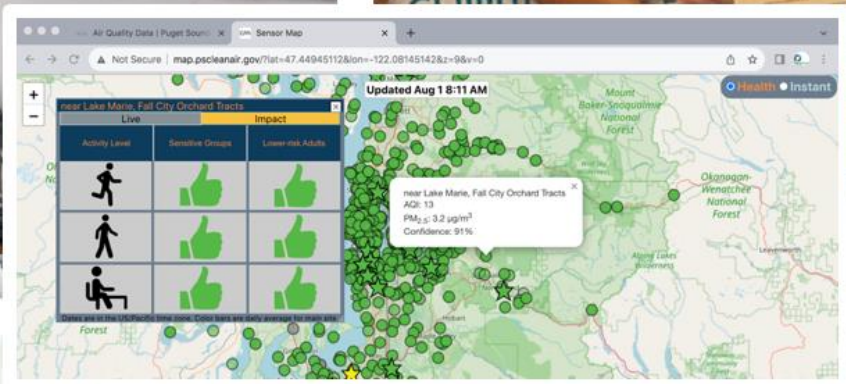 Air Quality Data | Puget Sound
Sensor Map
Not Secure | map.pscleanair.gov/?lat=47.44945112&lon=-122.08145142&z=9&v=0
+
−
Updated Aug 1 8:11 AM
Health Instant
near Lake Marie, Fall City Orchard Tracts
Live Impact
Activity Level Sensitive Groups Lower-risk Adults
Dates are in the US/Pacific time zone. Color bars are daily average for main site
near Lake Marie, Fall City Orchard Tracts
AQI: 13
PM2.5: 3.2 µg/m³
Confidence: 91%
Mount
Baker-Snoqualmie
National
Forest
Okanogan-
Wenatchee
National
Forest
Alpine Lakes
Wilderness
Leavenworth
Hobart
Forest